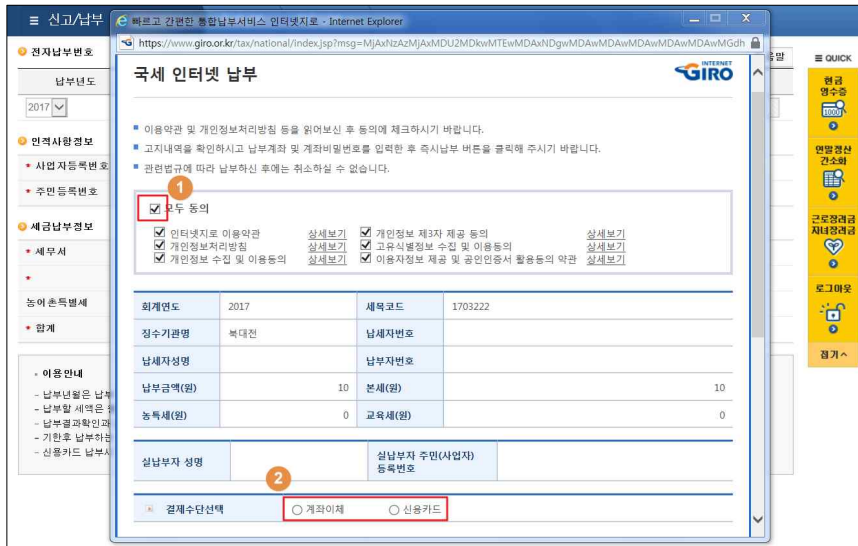 ≡ 신고/납부
빠르고 간편한 통합납부서비스 인터넷지로 - Internet Explorer
https://www.giro.or.kr/tax/national/index.jsp?msg=MjAxNzAzMjAxMDU2MDkwMTEwMDAxNDgwMDAwMDAwMDAwMDAwMDAwMGdh
국세 인터넷 납부
INTERNET
GIRO
이용약관 및 개인정보처리방침 등을 읽어보신 후 동의에 체크하시기 바랍니다.
고지내역을 확인하시고 납부계좌 및 계좌비밀번호를 입력한 후 즉시납부 버튼을 클릭해 주시기 바랍니다.
관련법규에 따라 납부하신 후에는 취소하실 수 없습니다.
1
모두 동의
인터넷지로 이용약관 상세보기 개인정보 제3자 제공 동의 상세보기
개인정보처리방침 상세보기 고유식별정보 수집 및 이용동의 상세보기
개인정보 수집 및 이용동의 상세보기 이용자정보 제공 및 공인인증서 활용동의 약관 상세보기
회계연도 2017 세목코드 1703222
징수기관명 북대전 납세자번호
납세자성명 납부자번호
납부금액(원) 10 본세(원) 10
농특세(원) 0 교육세(원) 0
실납부자 성명 실납부자 주민(사업자)
등록번호
2
결제수단선택 계좌이체 신용카드
전자납부번호
납부년도
2017
인적사항정보
* 사업자등록번호
* 주민등록번호
세금납부정보
* 세무서
*
농어촌특별세
* 합계
이용안내
- 납부년월은 납부
- 납부할 세액은
- 납부결과확인과
- 기한후 납부하는
- 신용카드 납부시
움말
≡ QUICK
현금
영수증
1000
연말정산
간소화
근로장려금
자녀장려금
로그아웃
접기